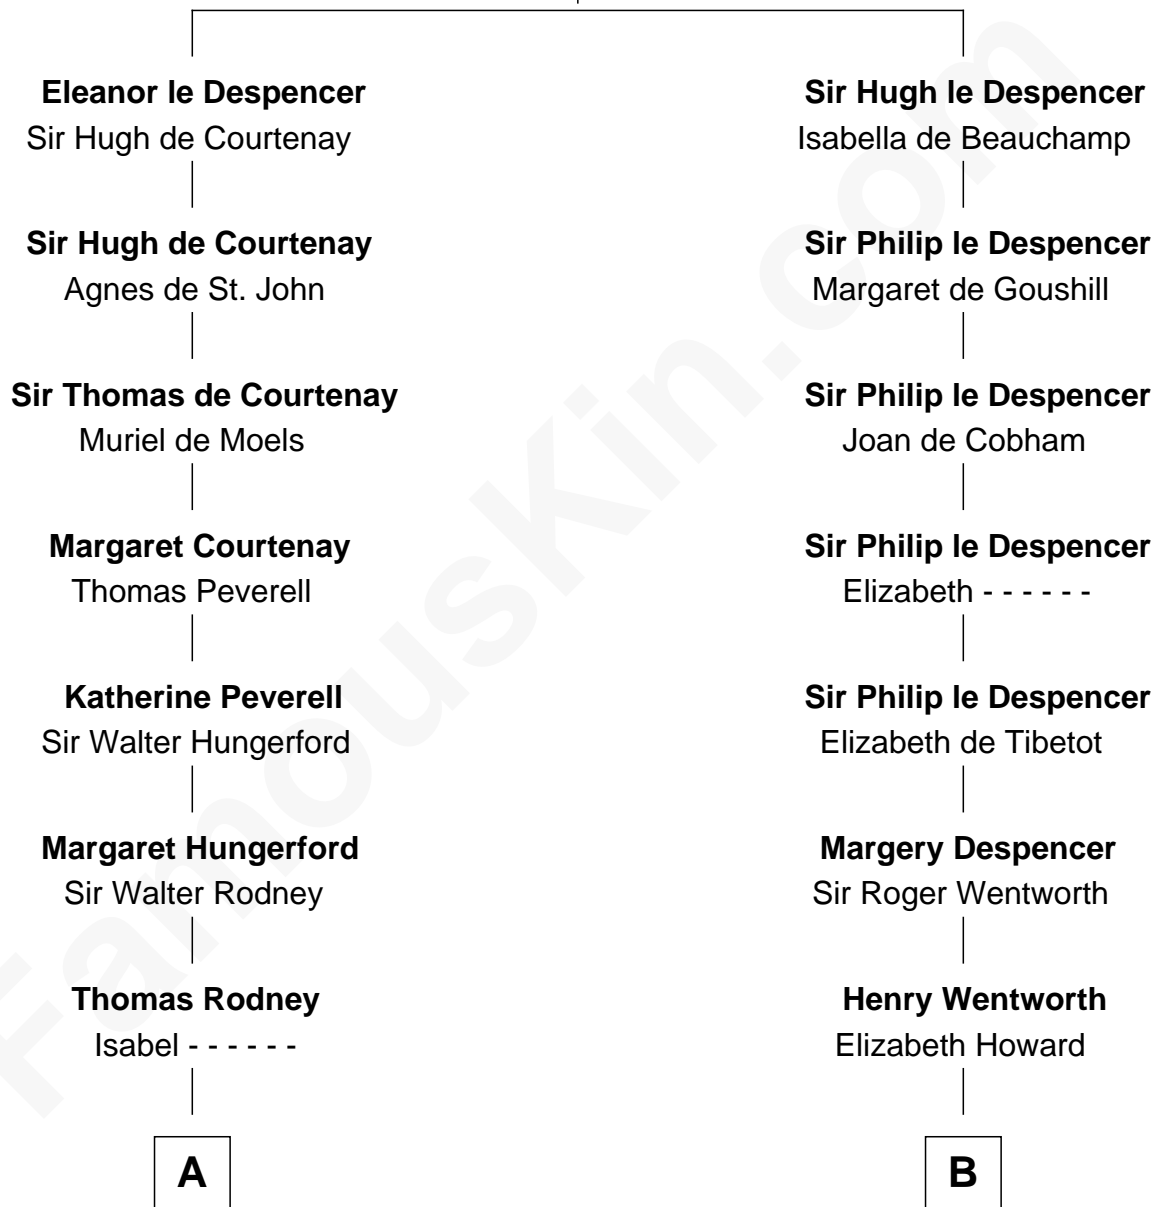 Eleanor le Despencer
Sir Hugh de Courtenay
Sir Hugh de Courtenay
Agnes de St. John
Sir Thomas de Courtenay
Muriel de Moels
Margaret Courtenay
Thomas Peverell
Katherine Peverell
Sir Walter Hungerford
Margaret Hungerford
Sir Walter Rodney
Thomas Rodney
Isabel - - - - - -
A
Sir Hugh le Despencer
Isabella de Beauchamp
Sir Philip le Despencer
Margaret de Goushill
Sir Philip le Despencer
Joan de Cobham
Sir Philip le Despencer
Elizabeth - - - - - -
Sir Philip le Despencer
Elizabeth de Tibetot
Margery Despencer
Sir Roger Wentworth
Henry Wentworth
Elizabeth Howard
B
FamousKin.com